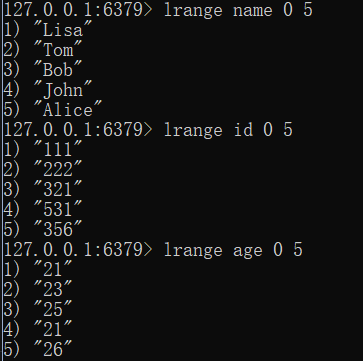 127.0.0.1:6379> lrange name 0 5
1) "Lisa"
2) "Tom"
3) "Bob"
4) "John"
5) "Alice"
127.0.0.1:6379> lrange id 0 5
1) "111"
2) "222"
3) "321"
4) "531"
5) "356"
127.0.0.1:6379> lrange age 0 5
1) "21"
2) "23"
3) "25"
4) "21"
5) "26"